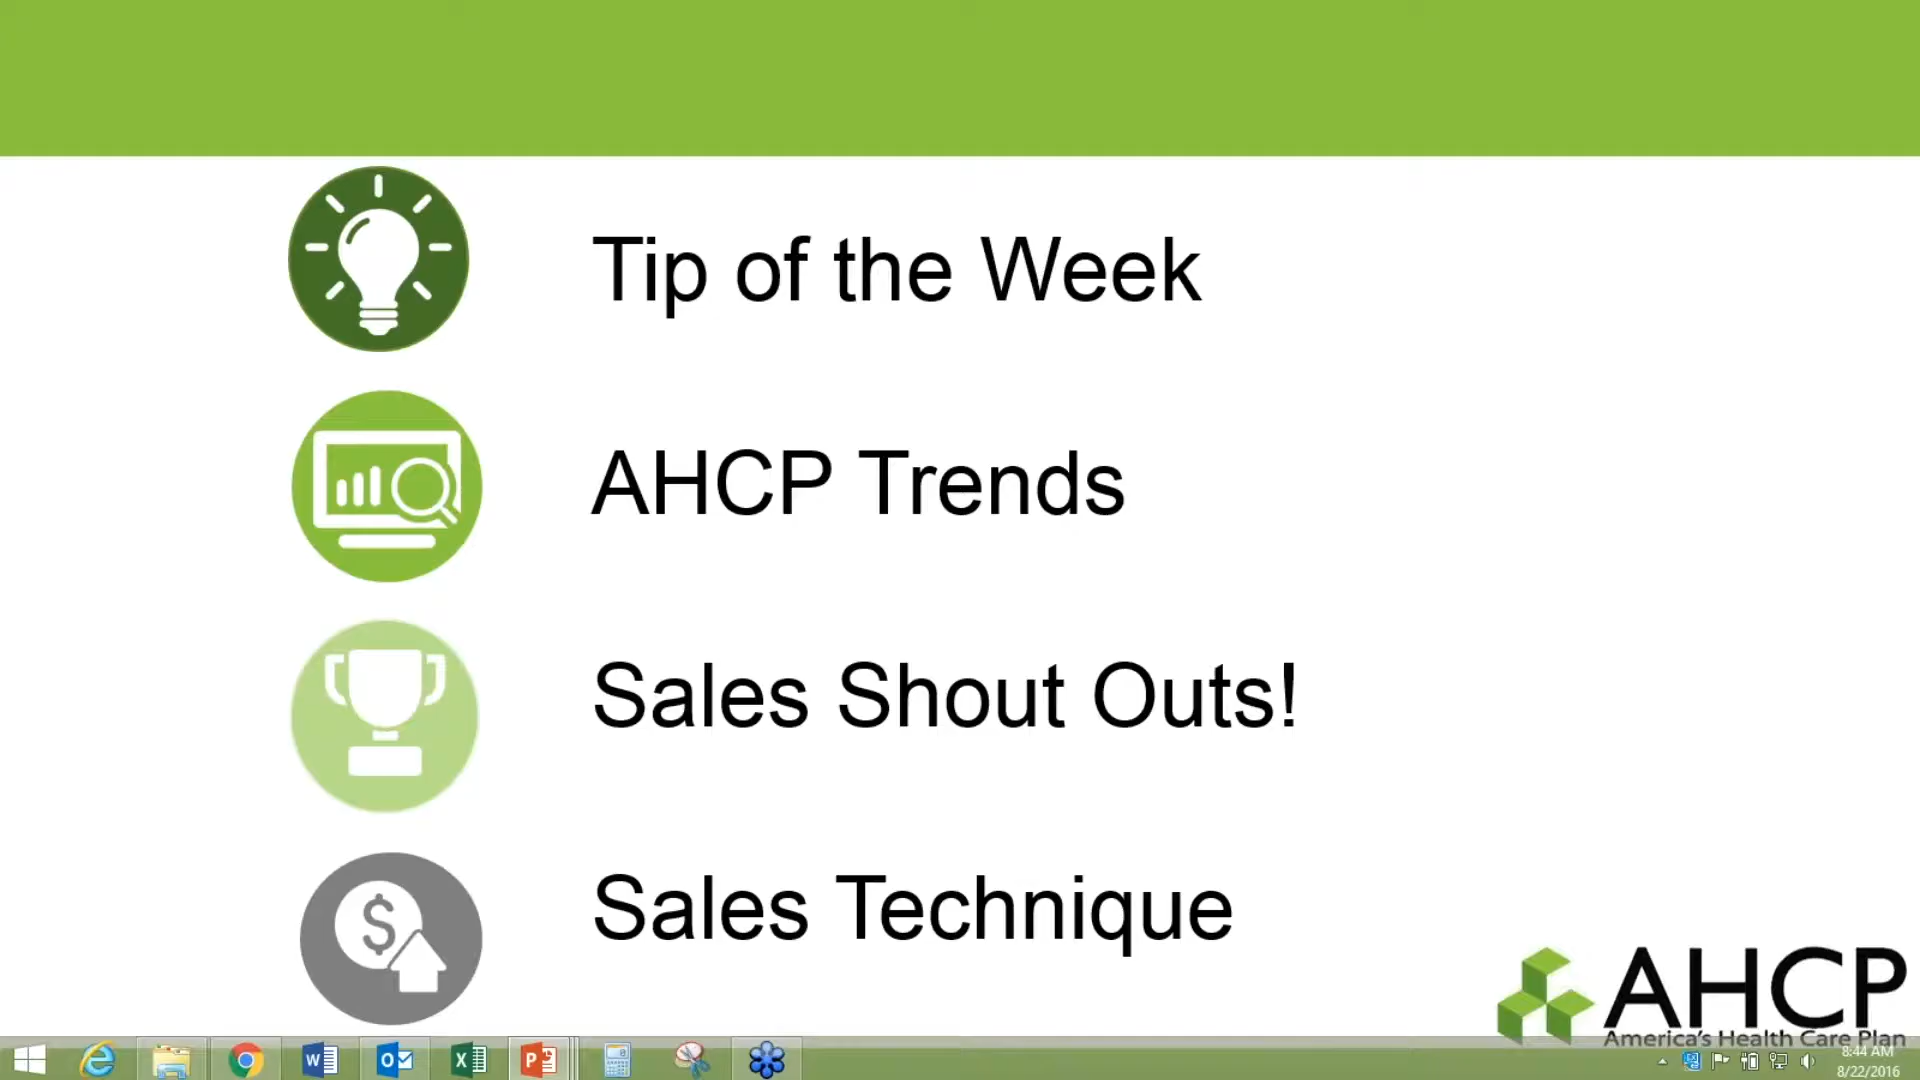 Tip of the Week
AHCP Trends
Sales Shout Outs!
$
Sales Technique
AHCP
America's Health Care Plan
8:44 AM
8/22/2016